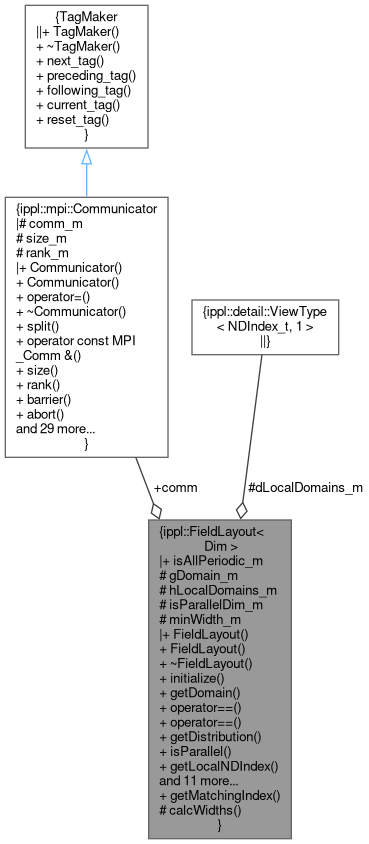 {TagMaker
||+ TagMaker()
+ ~TagMaker()
+ next_tag()
+ preceding_tag()
+ following_tag()
+ current_tag()
+ reset_tag()
}
{ippl::mpi::Communicator
|# comm_m
# size_m
# rank_m
|+ Communicator()
+ Communicator()
+ operator=()
+ ~Communicator()
+ split()
+ operator const MPI
_Comm &()
+ size()
+ rank()
+ barrier()
+ abort()
and 29 more...
}
{ippl::detail::ViewType
< NDIndex_t, 1 >
||}
+comm
#dLocalDomains_m
{ippl::FieldLayout<
Dim >
|+ isAllPeriodic_m
# gDomain_m
# hLocalDomains_m
# isParallelDim_m
# minWidth_m
|+ FieldLayout()
+ FieldLayout()
+ ~FieldLayout()
+ initialize()
+ getDomain()
+ operator==()
+ operator==()
+ getDistribution()
+ isParallel()
+ getLocalNDIndex()
and 11 more...
+ getMatchingIndex()
# calcWidths()
}